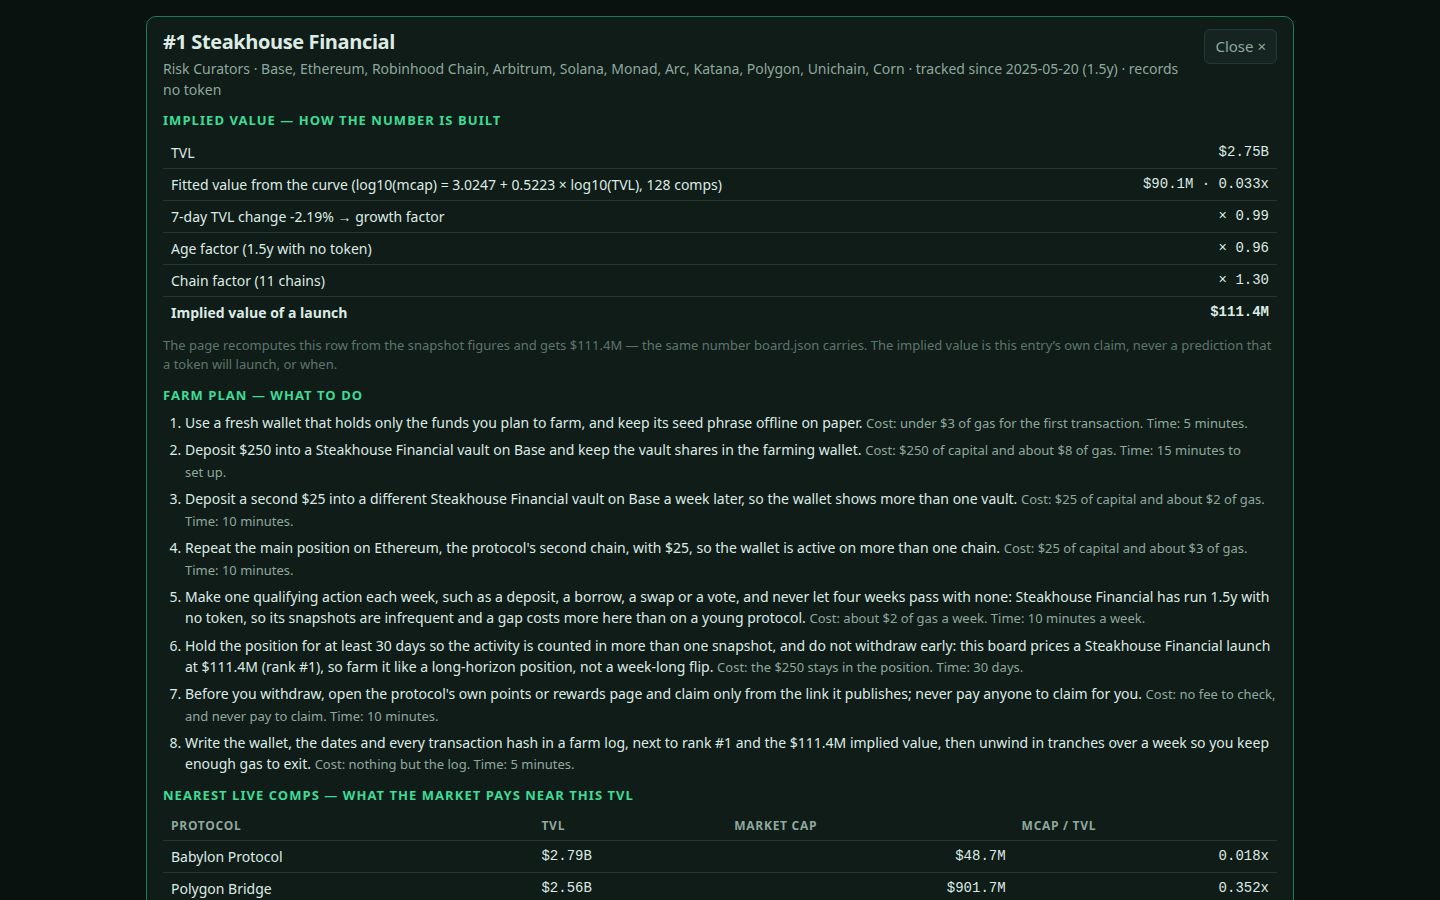 #1 Steakhouse Financial
Close ×
Risk Curators · Base, Ethereum, Robinhood Chain, Arbitrum, Solana, Monad, Arc, Katana, Polygon, Unichain, Corn · tracked since 2025-05-20 (1.5y) · records
no token
IMPLIED VALUE — HOW THE NUMBER IS BUILT
TVL $2.75B
Fitted value from the curve (log10(mcap) = 3.0247 + 0.5223 × log10(TVL), 128 comps) $90.1M · 0.033x
7-day TVL change -2.19% → growth factor × 0.99
Age factor (1.5y with no token) × 0.96
Chain factor (11 chains) × 1.30
Implied value of a launch $111.4M
The page recomputes this row from the snapshot figures and gets $111.4M — the same number board.json carries. The implied value is this entry's own claim, never a prediction that
a token will launch, or when.
FARM PLAN — WHAT TO DO
1. Use a fresh wallet that holds only the funds you plan to farm, and keep its seed phrase offline on paper. Cost: under $3 of gas for the first transaction. Time: 5 minutes.
2. Deposit $250 into a Steakhouse Financial vault on Base and keep the vault shares in the farming wallet. Cost: $250 of capital and about $8 of gas. Time: 15 minutes to
set up.
3. Deposit a second $25 into a different Steakhouse Financial vault on Base a week later, so the wallet shows more than one vault. Cost: $25 of capital and about $2 of gas.
Time: 10 minutes.
4. Repeat the main position on Ethereum, the protocol's second chain, with $25, so the wallet is active on more than one chain. Cost: $25 of capital and about $3 of gas.
Time: 10 minutes.
5. Make one qualifying action each week, such as a deposit, a borrow, a swap or a vote, and never let four weeks pass with none: Steakhouse Financial has run 1.5y with
no token, so its snapshots are infrequent and a gap costs more here than on a young protocol. Cost: about $2 of gas a week. Time: 10 minutes a week.
6. Hold the position for at least 30 days so the activity is counted in more than one snapshot, and do not withdraw early: this board prices a Steakhouse Financial launch
at $111.4M (rank #1), so farm it like a long-horizon position, not a week-long flip. Cost: the $250 stays in the position. Time: 30 days.
7. Before you withdraw, open the protocol's own points or rewards page and claim only from the link it publishes; never pay anyone to claim for you. Cost: no fee to check,
and never pay to claim. Time: 10 minutes.
8. Write the wallet, the dates and every transaction hash in a farm log, next to rank #1 and the $111.4M implied value, then unwind in tranches over a week so you keep
enough gas to exit. Cost: nothing but the log. Time: 5 minutes.
NEAREST LIVE COMPS — WHAT THE MARKET PAYS NEAR THIS TVL
PROTOCOL TVL MARKET CAP MCAP / TVL
Babylon Protocol $2.79B $48.7M 0.018x
Polygon Bridge $2.56B $901.7M 0.352x